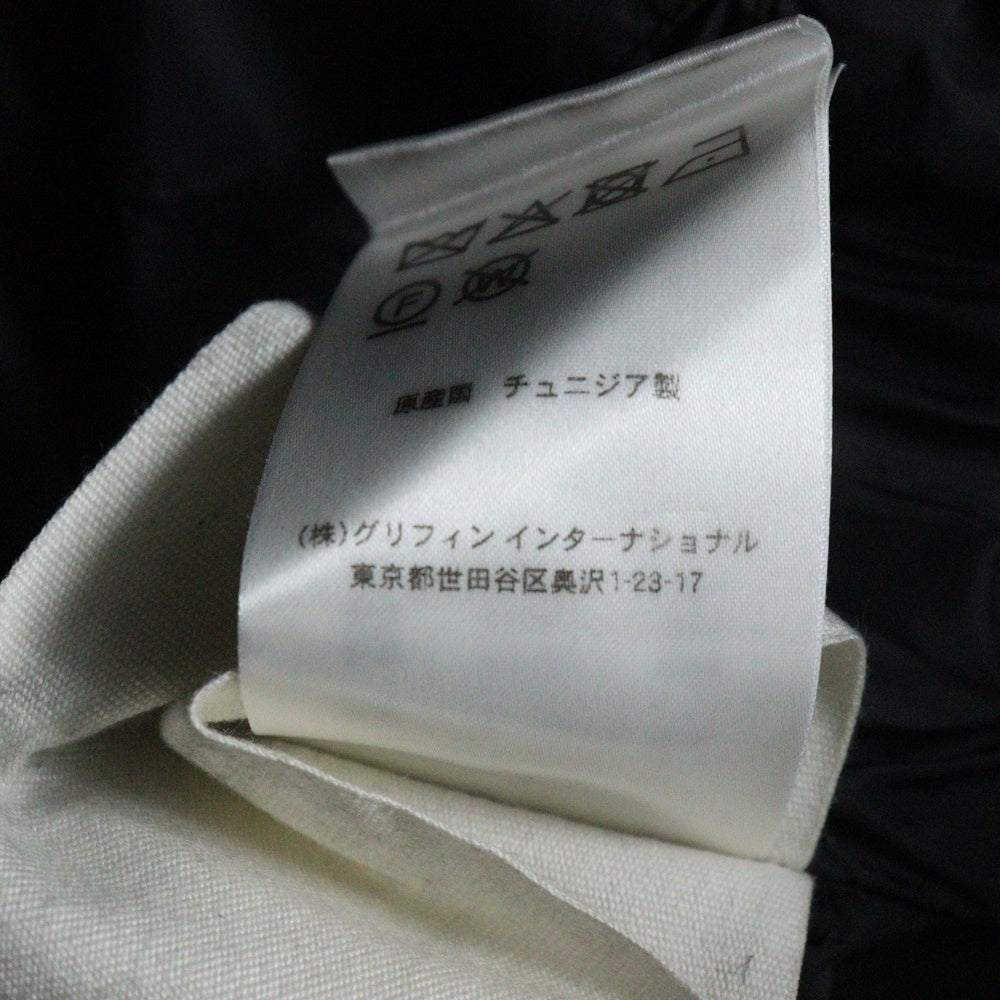 F
W
原産国 チュニジア製
(株)グリフィン インターナショナル
東京都世田谷区奥沢1-23-17